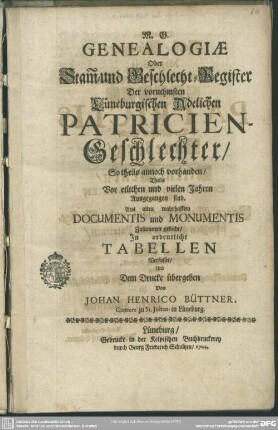 M. G.
GENEALOGIÆ
Oder
Stam̃ und Geschlecht-Register
Der vornehmsten
Lüneburgischen Adelichen
PATRICIEN-
Geschlechter/
So theils annoch vorhanden/
Theils
Vor etlichen und vielen Jahren
Ausgegangen sind,
Aus alten wahrhafften
DOCUMENTIS und MONUMENTIS
Zusammen gesucht/
In ordentliche
TABELLEN
Verfasset/
Und
Dem Drucke übergeben
Von
JOHAN HENRICO BÜTTNER,
Cantore zu St. Johan- in Lüneburg.
Lüneburg/
Gedruckt in der Kelpischen Buchdruckerey
durch Georg Friederich Schultzen/ 1704.